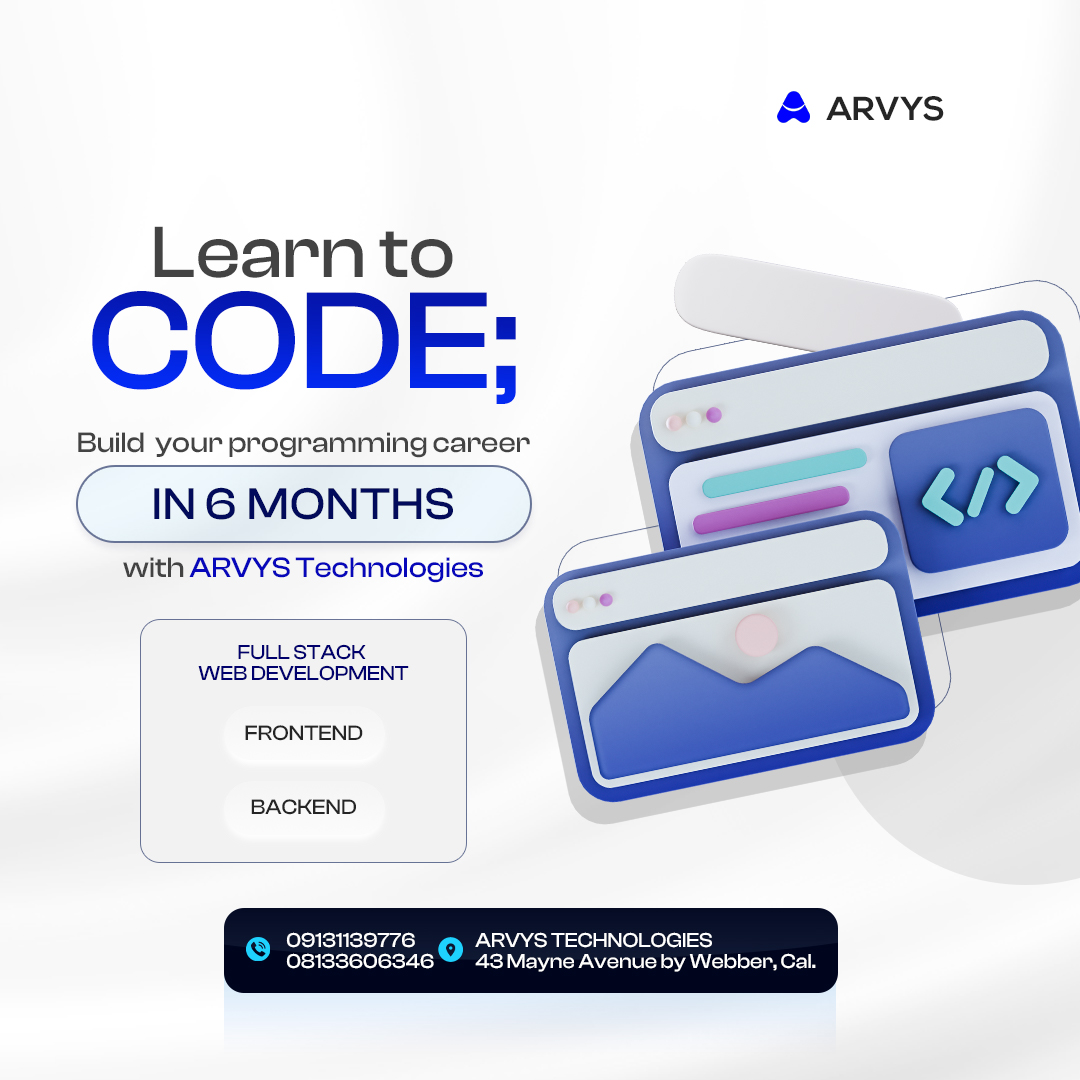 ARVYS
Learn to
CODE;
Build your programming career
IN 6 MONTHS
with ARVYS Technologies
FULL STACK
WEB DEVELOPMENT
FRONTEND
BACKEND
09131139776
08133606346
ARVYS TECHNOLOGIES
43 Mayne Avenue by Webber, Cal.